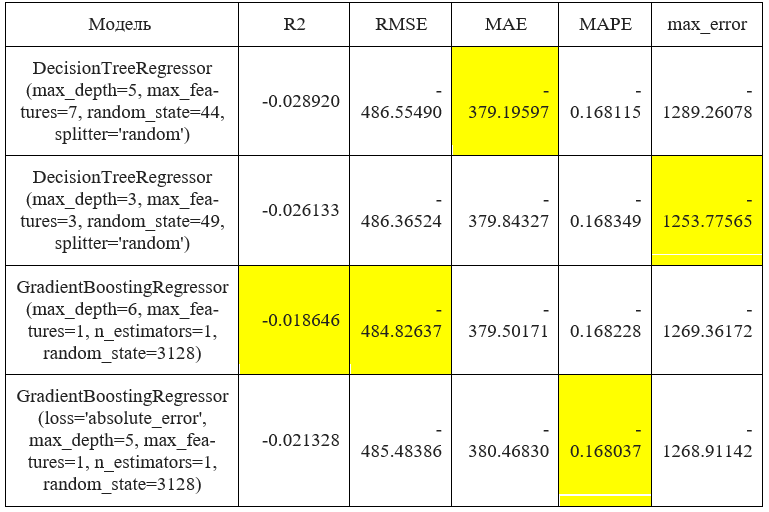 Модель R2 RMSE MAE MAPE max_error
DecisionTreeRegressor
(max_depth=5, max_fea-
tures=7, random_state=44,
splitter='random')
-0.028920
-
486.55490
-
379.19597
-
0.168115
-
1289.26078
DecisionTreeRegressor
(max_depth=3, max_fea-
tures=3, random_state=49,
splitter='random')
-0.026133
-
486.36524
-
379.84327
-
0.168349
-
1253.77565
GradientBoostingRegressor
(max_depth=6, max_fea-
tures=1, n_estimators=1,
random_state=3128)
-0.018646
-
484.82637
-
379.50171
-
0.168228
-
1269.36172
GradientBoostingRegressor
(loss='absolute_error',
max_depth=5, max_fea-
tures=1, n_estimators=1,
random_state=3128)
-0.021328
-
485.48386
-
380.46830
-
0.168037
-
1268.91142